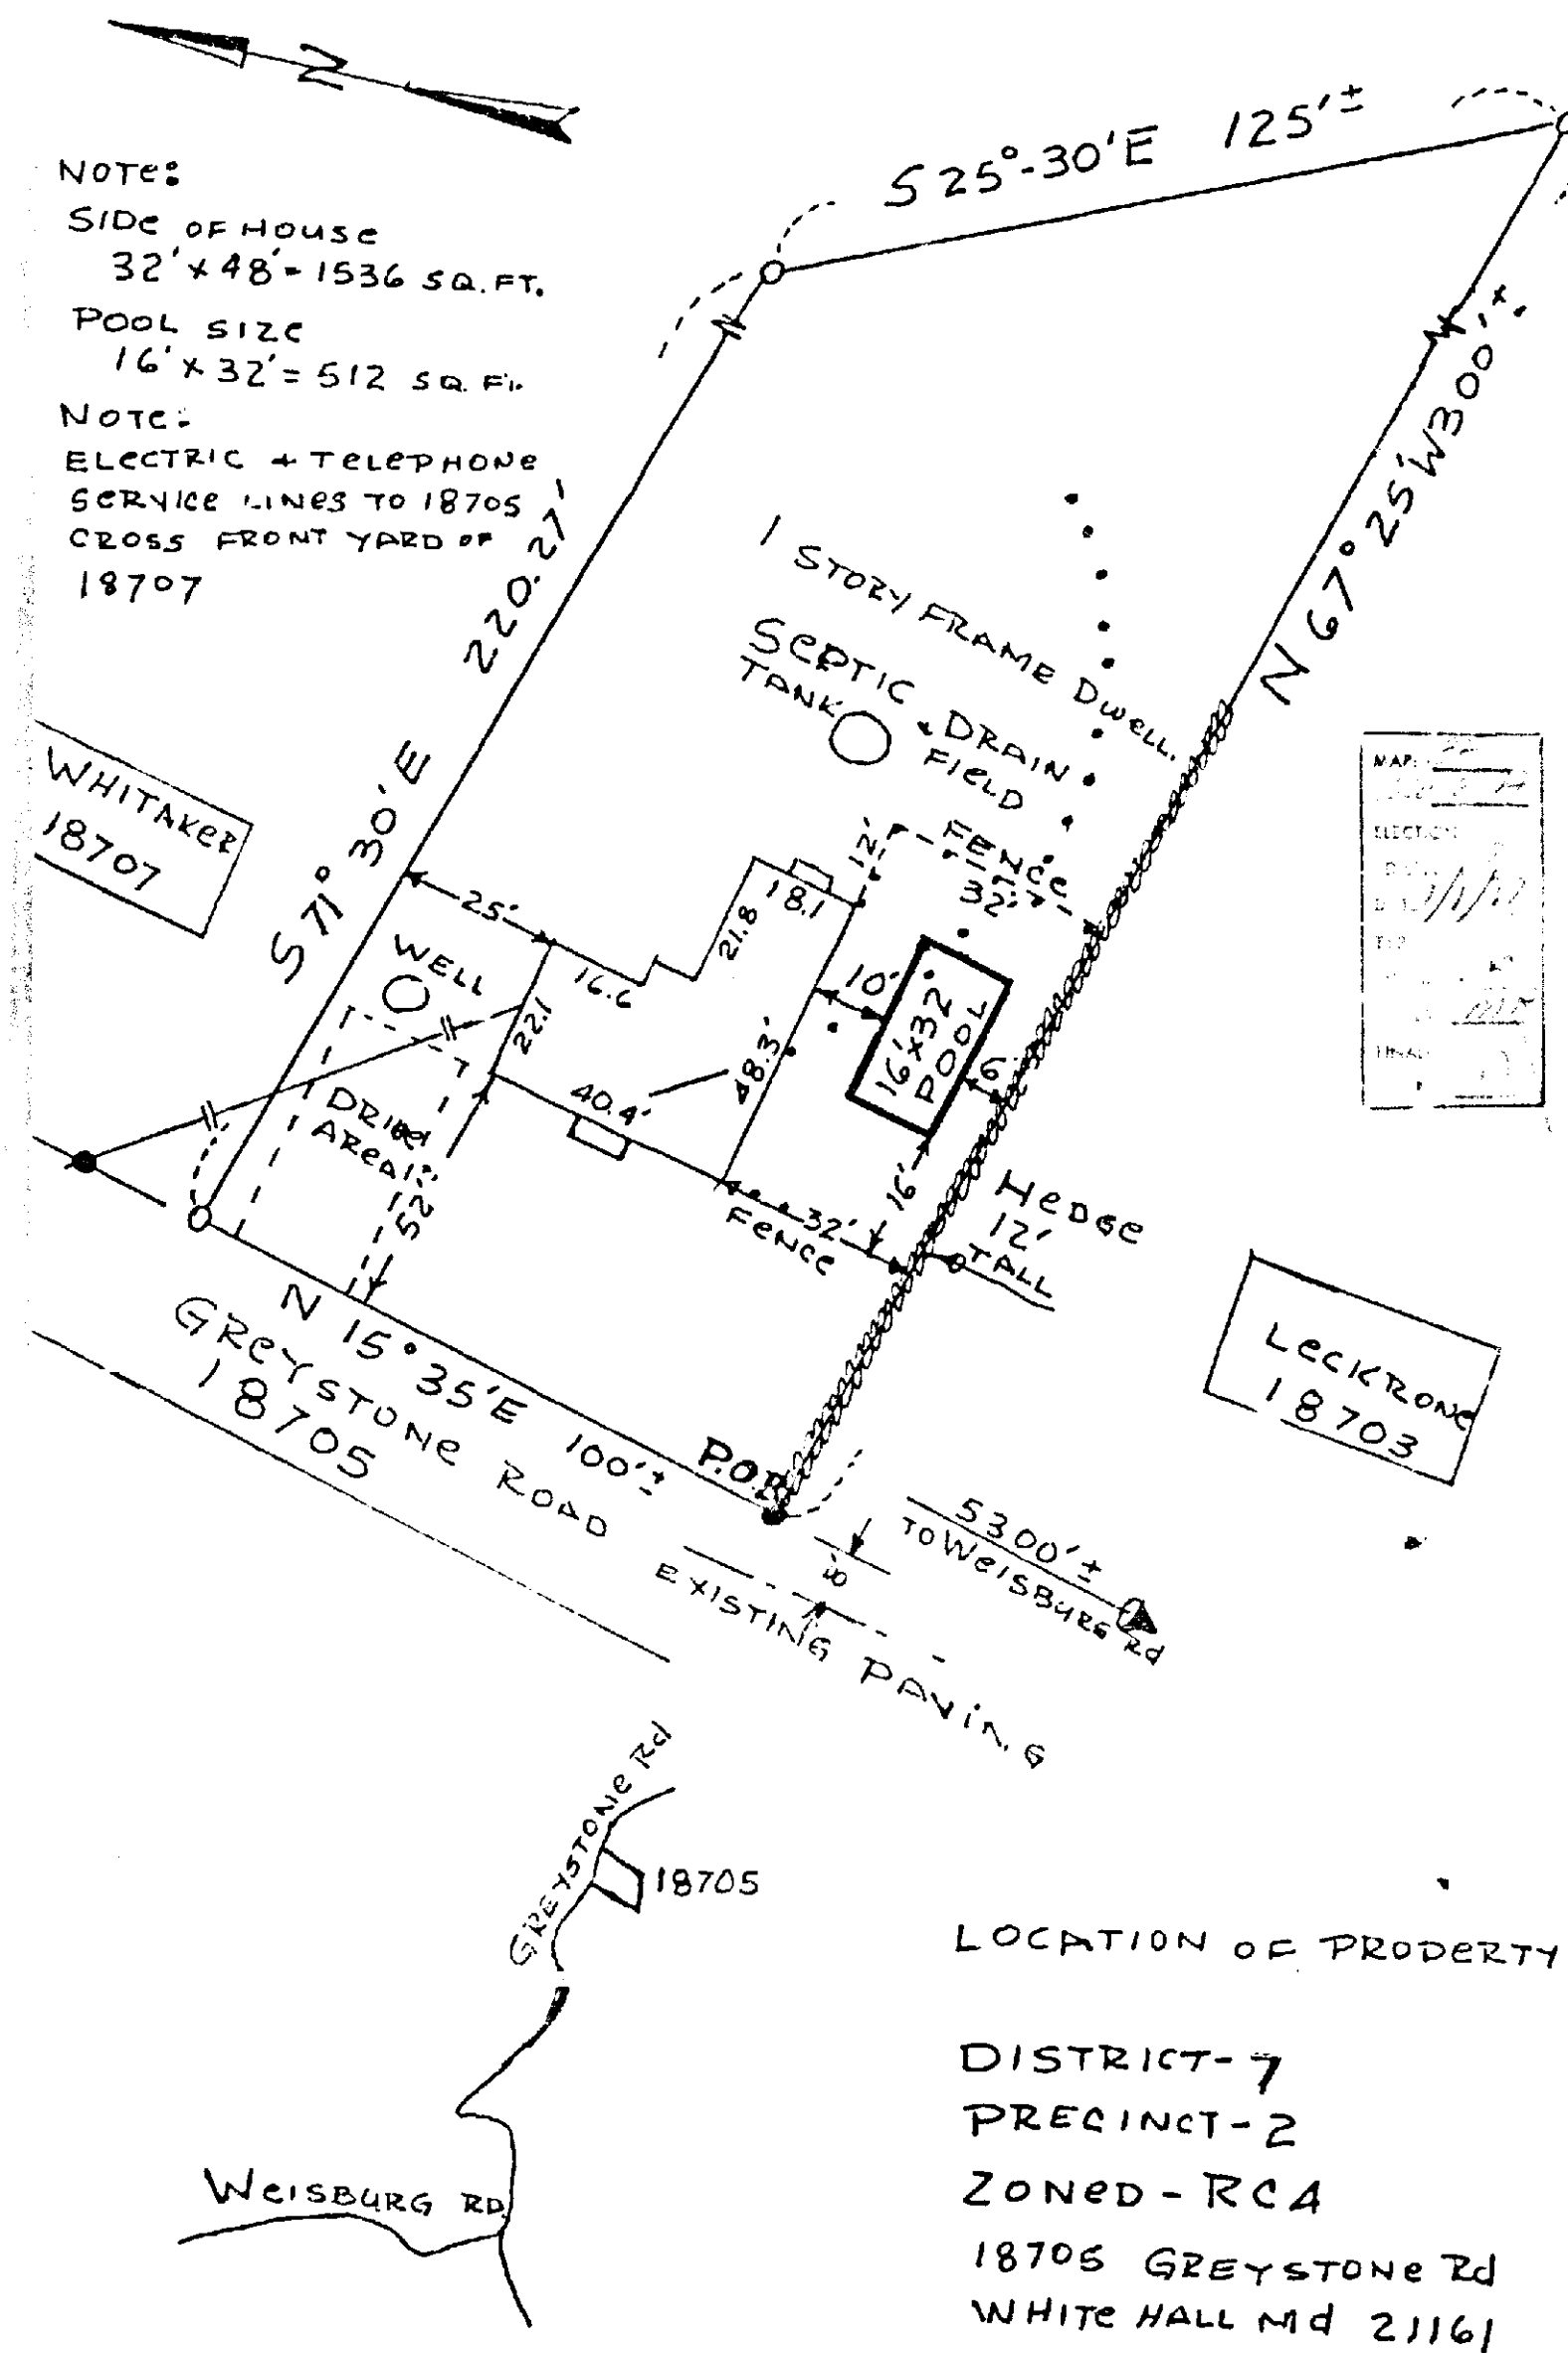 N
NOTE:
SIDE OF HOUSE
32' x 48' = 1536 SQ. FT.
POOL SIZE
16' x 32' = 512 SQ. FT.
NOTE:
ELECTRIC + TELEPHONE
SERVICE LINES TO 18705
CROSS FRONT YARD OF
18707
S 25°-30'E 125'±
N 67° 25' W 300'±
220.27'
S 71° 30' E
1 STORY FRAME DWELL.
SEPTIC
TANK
DRAIN
FIELD
WHITAKER
18707
MAP:
FINAL
FENCE
32'
12'
18.1
21.8
25'
16.6
WELL
22.1
10'
16' x 32'
POOL
6'
48.3'
40.4'
AREA
52'
16'
32'
FENCE
HEDGE
12'
TALL
LECKRONE
18703
N 15° 35' E 100'±
GREYSTONE ROAD
18705
P.O.B.
8'
5300'±
TO WEISBURG Rd
EXISTING PAVING
GREYSTONE Rd
18705
WEISBURG RD.
LOCATION OF PRODERTY
DISTRICT-7
PRECINCT-2
ZONED-RC4
18705 GREYSTONE Rd
WHITE HALL Md 21161